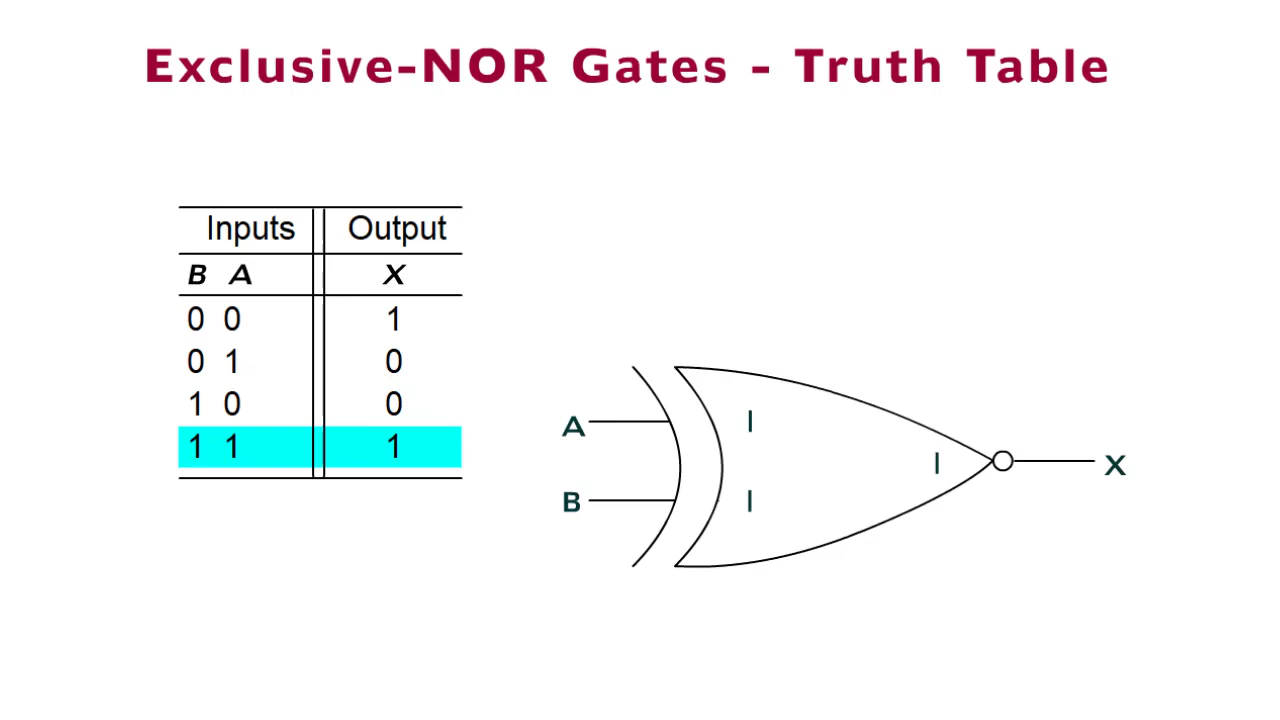 Exclusive-NOR Gates - Truth Table
Inputs Output
B A X
0 0 1
0 1 0
1 0 0
1 1 1
A I
I X
B I